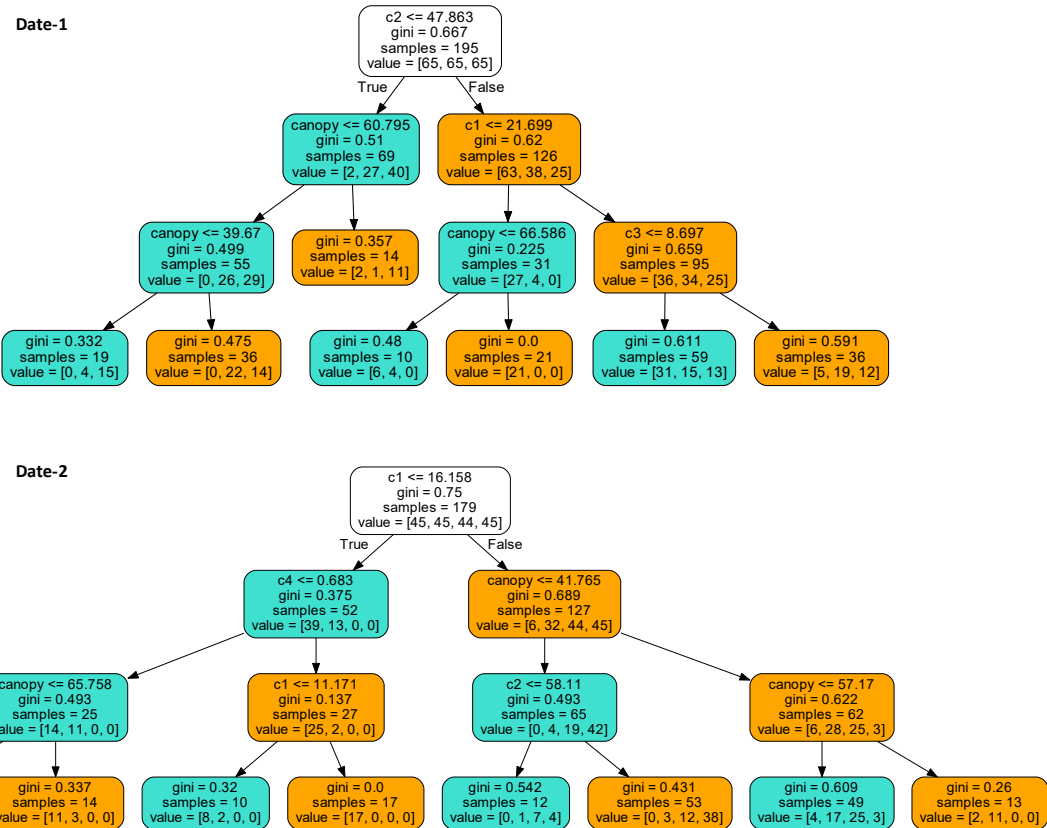 Date-1
c2 <= 47.863
gini = 0.667
samples = 195
value = [65, 65, 65]
True
False
canopy <= 60.795
gini = 0.51
samples = 69
value = [2, 27, 40]
c1 <= 21.699
gini = 0.62
samples = 126
value = [63, 38, 25]
canopy <= 39.67
gini = 0.499
samples = 55
value = [0, 26, 29]
gini = 0.357
samples = 14
value = [2, 1, 11]
canopy <= 66.586
gini = 0.225
samples = 31
value = [27, 4, 0]
c3 <= 8.697
gini = 0.659
samples = 95
value = [36, 34, 25]
gini = 0.332
samples = 19
value = [0, 4, 15]
gini = 0.475
samples = 36
value = [0, 22, 14]
gini = 0.48
samples = 10
value = [6, 4, 0]
gini = 0.0
samples = 21
value = [21, 0, 0]
gini = 0.611
samples = 59
value = [31, 15, 13]
gini = 0.591
samples = 36
value = [5, 19, 12]
Date-2
c1 <= 16.158
gini = 0.75
samples = 179
value = [45, 45, 44, 45]
True
False
c4 <= 0.683
gini = 0.375
samples = 52
value = [39, 13, 0, 0]
canopy <= 41.765
gini = 0.689
samples = 127
value = [6, 32, 44, 45]
canopy <= 65.758
gini = 0.493
samples = 25
value = [14, 11, 0, 0]
c1 <= 11.171
gini = 0.137
samples = 27
value = [25, 2, 0, 0]
c2 <= 58.11
gini = 0.493
samples = 65
value = [0, 4, 19, 42]
canopy <= 57.17
gini = 0.622
samples = 62
value = [6, 28, 25, 3]
gini = 0.337
samples = 14
value = [11, 3, 0, 0]
gini = 0.32
samples = 10
value = [8, 2, 0, 0]
gini = 0.0
samples = 17
value = [17, 0, 0, 0]
gini = 0.542
samples = 12
value = [0, 1, 7, 4]
gini = 0.431
samples = 53
value = [0, 3, 12, 38]
gini = 0.609
samples = 49
value = [4, 17, 25, 3]
gini = 0.26
samples = 13
value = [2, 11, 0, 0]